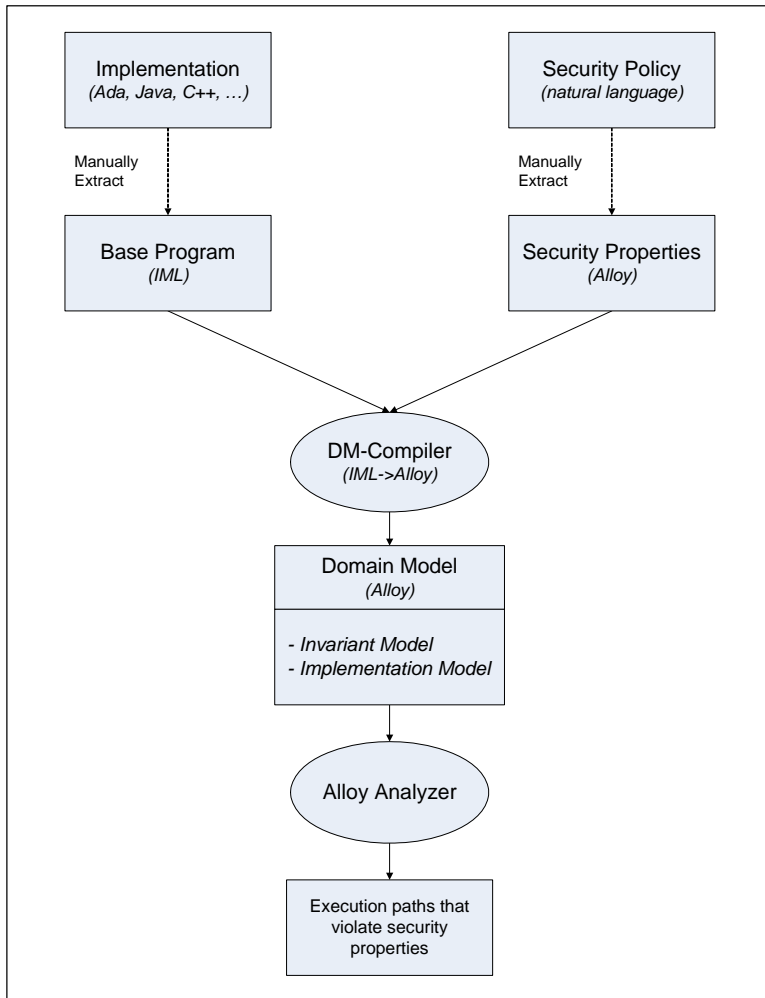 Implementation
(Ada, Java, C++, …)
Security Policy
(natural language)
Manually
Extract
Manually
Extract
Base Program
(IML)
Security Properties
(Alloy)
DM-Compiler
(IML->Alloy)
Domain Model
(Alloy)
- Invariant Model
- Implementation Model
Alloy Analyzer
Execution paths that
violate security
properties